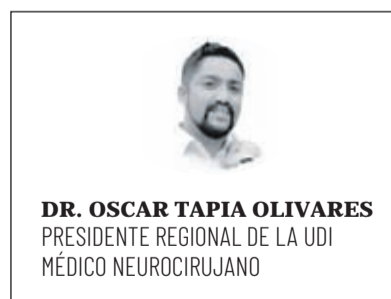 DR. OSCAR TAPIA OLIVARES
PRESIDENTE REGIONAL DE LA UDI
MÉDICO NEUROCIRUJANO